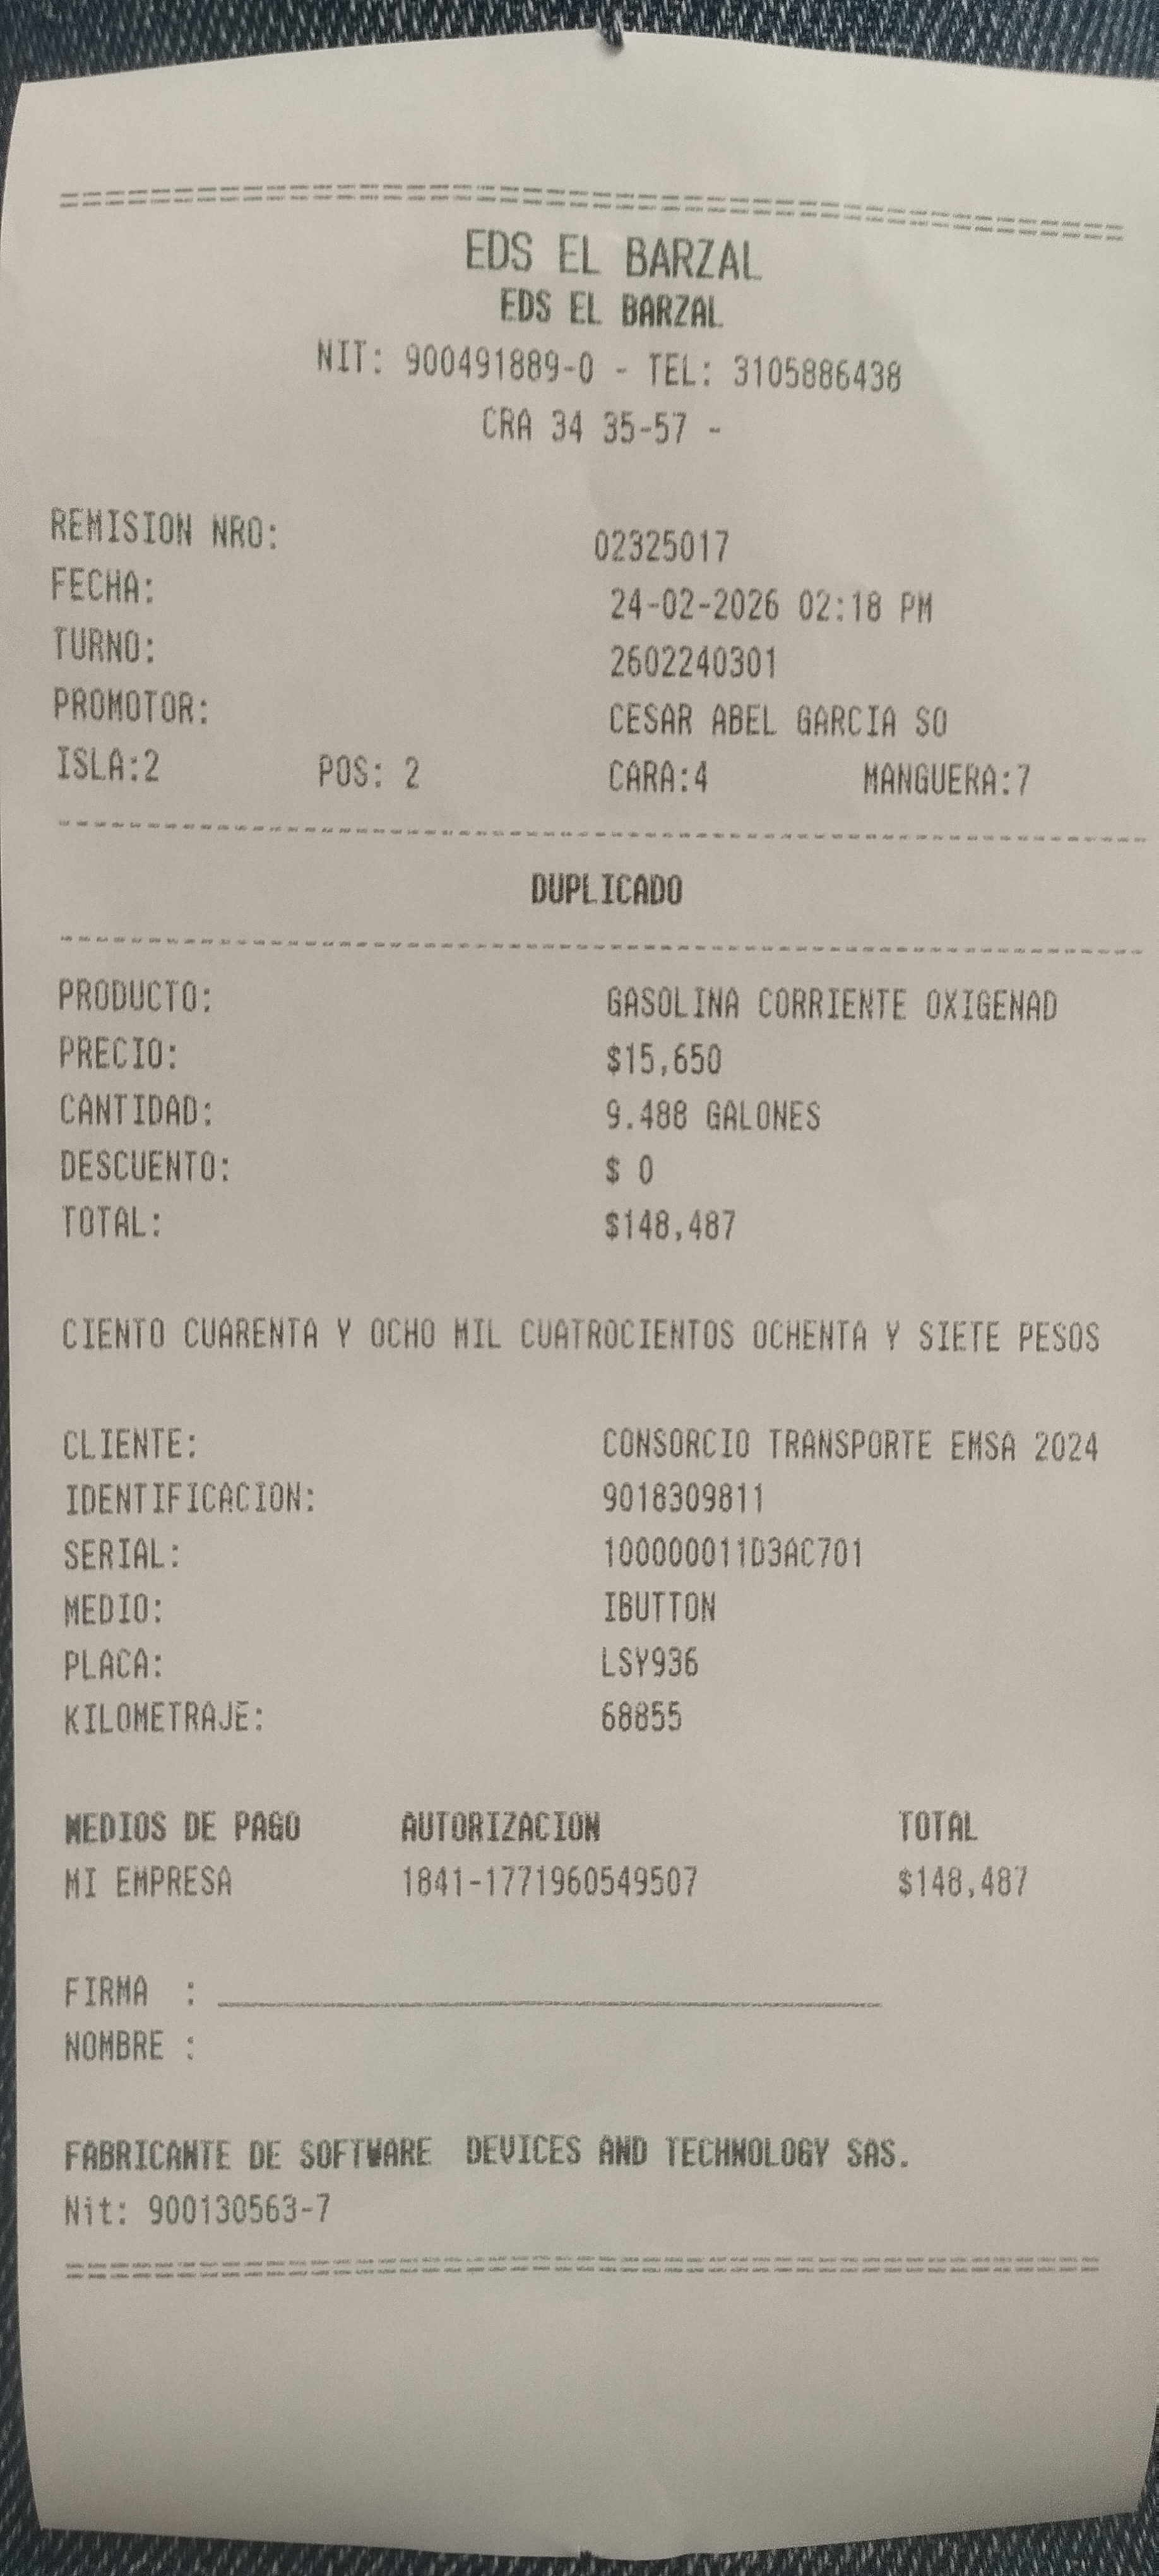 EDS EL BARZAL
EDS EL BARZAL
NIT: 900491889-0 - TEL: 3105886438
CRA 34 35-57 -
REMISION NRO: 02325017
FECHA: 24-02-2026 02:18 PM
TURNO: 2602240301
PROMOTOR: CESAR ABEL GARCIA SO
ISLA:2 POS: 2 CARA:4 MANGUERA:7
DUPLICADO
PRODUCTO: GASOLINA CORRIENTE OXIGENAD
PRECIO: $15,650
CANTIDAD: 9.488 GALONES
DESCUENTO: $ 0
TOTAL: $148,487
CIENTO CUARENTA Y OCHO MIL CUATROCIENTOS OCHENTA Y SIETE PESOS
CLIENTE: CONSORCIO TRANSPORTE EMSA 2024
IDENTIFICACION: 9018309811
SERIAL: 100000011D3AC701
MEDIO: IBUTTON
PLACA: LSY936
KILOMETRAJE: 68855
MEDIOS DE PAGO AUTORIZACION TOTAL
MI EMPRESA 1841-1771960549507 $148,487
FIRMA :
NOMBRE :
FABRICANTE DE SOFTWARE DEVICES AND TECHNOLOGY SAS.
Nit: 900130563-7